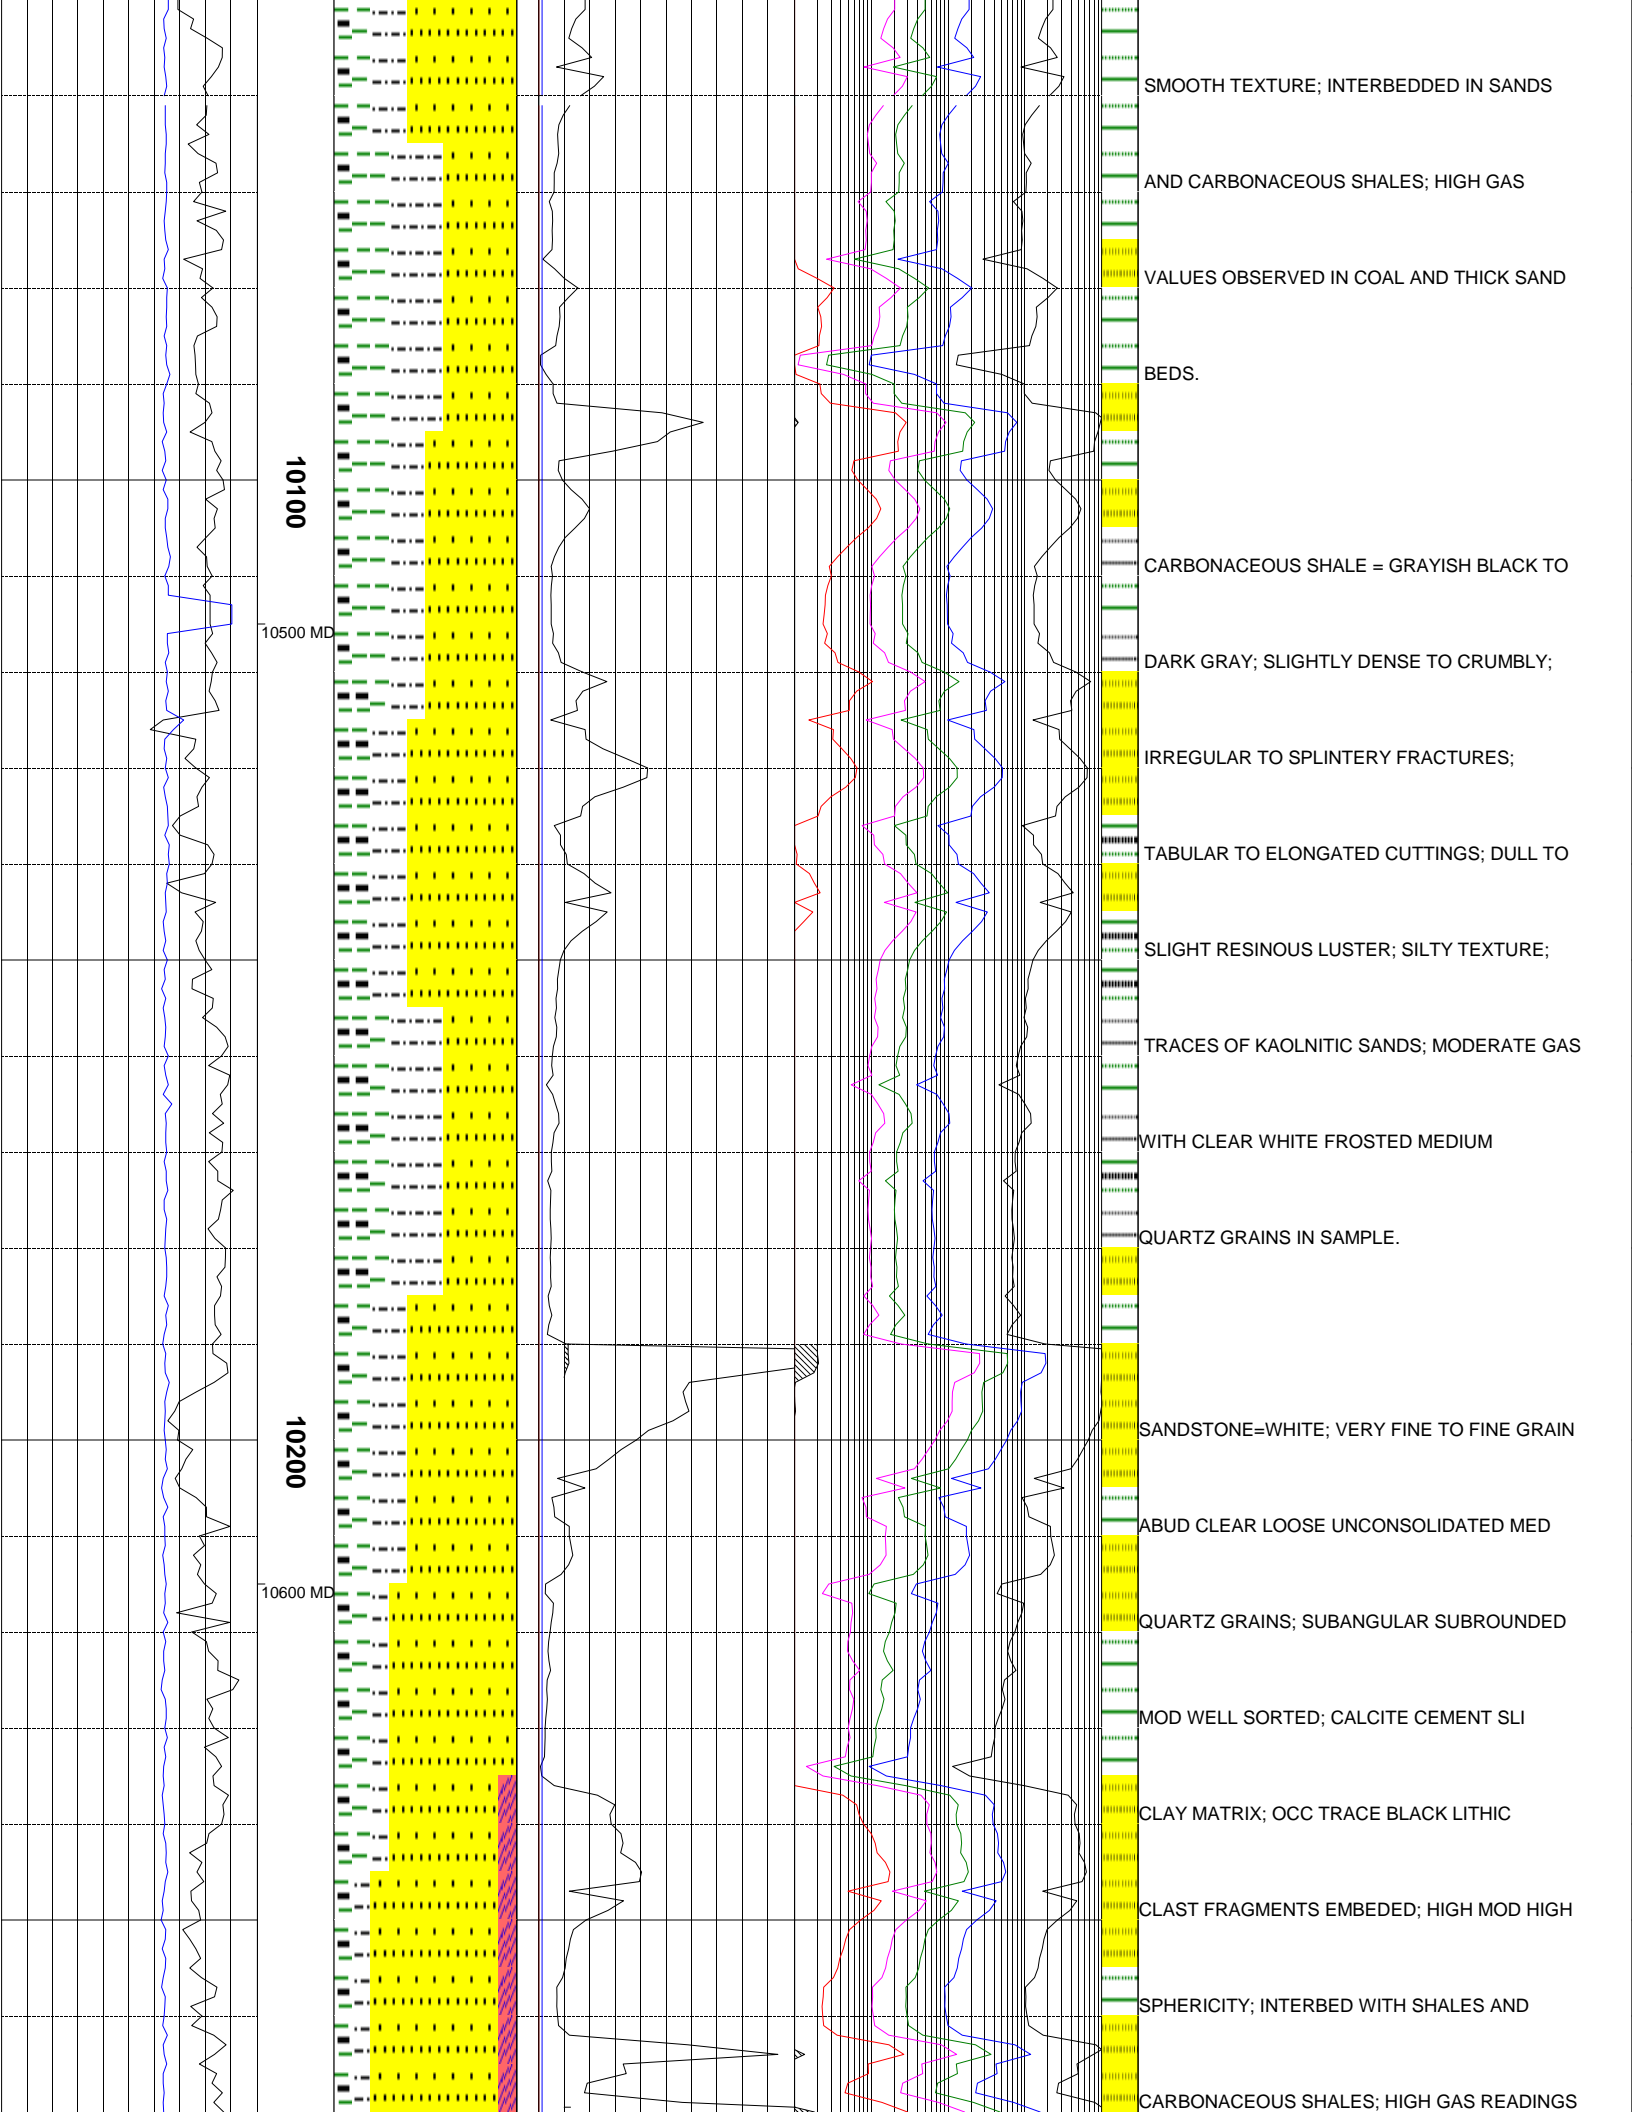 SMOOTH TEXTURE; INTERBEDDED IN SANDS
AND CARBONACEOUS SHALES; HIGH GAS
VALUES OBSERVED IN COAL AND THICK SAND
BEDS.
10100
CARBONACEOUS SHALE = GRAYISH BLACK TO
10500 MD
DARK GRAY; SLIGHTLY DENSE TO CRUMBLY;
IRREGULAR TO SPLINTERY FRACTURES;
TABULAR TO ELONGATED CUTTINGS; DULL TO
SLIGHT RESINOUS LUSTER; SILTY TEXTURE;
TRACES OF KAOLNITIC SANDS; MODERATE GAS
WITH CLEAR WHITE FROSTED MEDIUM
QUARTZ GRAINS IN SAMPLE.
10200
SANDSTONE=WHITE; VERY FINE TO FINE GRAIN
ABUD CLEAR LOOSE UNCONSOLIDATED MED
10600 MD
QUARTZ GRAINS; SUBANGULAR SUBROUNDED
MOD WELL SORTED; CALCITE CEMENT SLI
CLAY MATRIX; OCC TRACE BLACK LITHIC
CLAST FRAGMENTS EMBEDED; HIGH MOD HIGH
SPHERICITY; INTERBED WITH SHALES AND
CARBONACEOUS SHALES; HIGH GAS READINGS